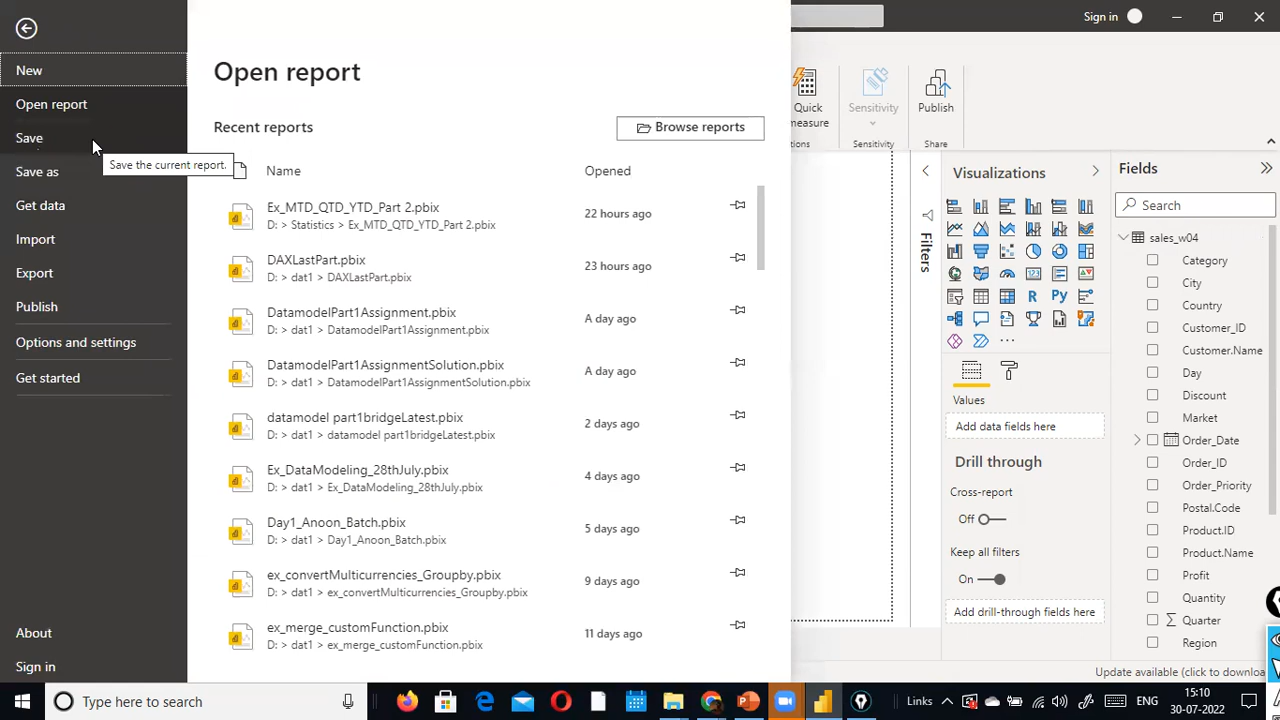 Sign in
New
Open report
Save
Save the current report.
Save as
Get data
Import
Export
Publish
Options and settings
Get started
About
Sign in
Open report
Recent reports
Browse reports
Name
Opened
Ex_MTD_QTD_YTD_Part 2.pbix
D: > Statistics > Ex_MTD_QTD_YTD_Part 2.pbix
22 hours ago
DAXLastPart.pbix
D: > dat1 > DAXLastPart.pbix
23 hours ago
DatamodelPart1Assignment.pbix
D: > dat1 > DatamodelPart1Assignment.pbix
A day ago
DatamodelPart1AssignmentSolution.pbix
D: > dat1 > DatamodelPart1AssignmentSolution.pbix
A day ago
datamodel part1bridgeLatest.pbix
D: > dat1 > datamodel part1bridgeLatest.pbix
2 days ago
Ex_DataModeling_28thJuly.pbix
D: > dat1 > Ex_DataModeling_28thJuly.pbix
4 days ago
Day1_Anoon_Batch.pbix
D: > dat1 > Day1_Anoon_Batch.pbix
5 days ago
ex_convertMulticurrencies_Groupby.pbix
D: > dat1 > ex_convertMulticurrencies_Groupby.pbix
9 days ago
ex_merge_customFunction.pbix
D: > dat1 > ex_merge_customFunction.pbix
11 days ago
Quick
measure
Sensitivity
Publish
tions
Sensitivity
Share
Filters
Visualizations
R
Py
Values
Add data fields here
Drill through
Cross-report
Off
Keep all filters
On
Add drill-through fields here
Fields
Search
sales_w04
Category
City
Country
Customer_ID
Customer.Name
Day
Discount
Market
Order_Date
Order_ID
Order_Priority
Postal.Code
Product.ID
Product.Name
Profit
Quantity
Quarter
Region
Update available (click to downloa
Type here to search
Links
ENG
15:10
30-07-2022